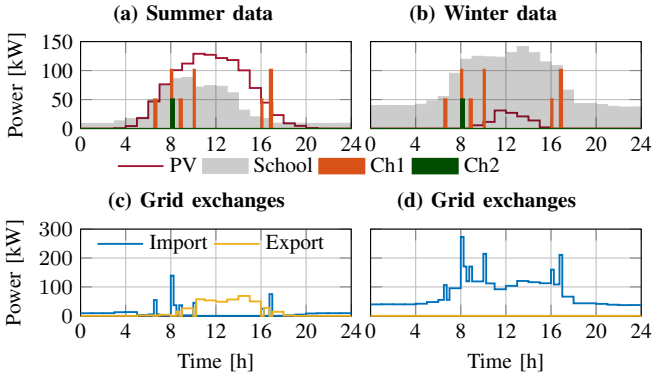 (a) Summer data
(b) Winter data
Power [kW]
150
100
50
0
0 4 8 12 16 20 24
0 4 8 12 16 20 24
PV School Ch1 Ch2
(c) Grid exchanges
(d) Grid exchanges
Power [kW]
300
200
100
0
Import Export
0 4 8 12 16 20 24
0 4 8 12 16 20 24
Time [h]
Time [h]